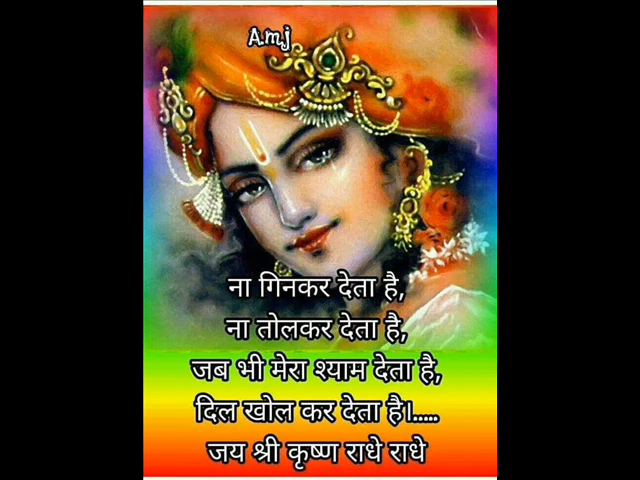 A.m.j
ना गिनकर देता है,
ना तोलकर देता है,
जब भी मेरा श्याम देता है,
दिल खोल कर देता है।.....
जय श्री कृष्ण राधे राधे